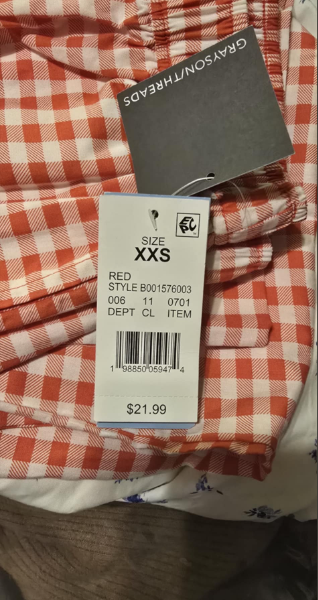 GRAYSON/THREADS
SIZE
XXS
RED
STYLE B001576003
006 11 0701
DEPT CL ITEM
1 98850 05947 4
$21.99